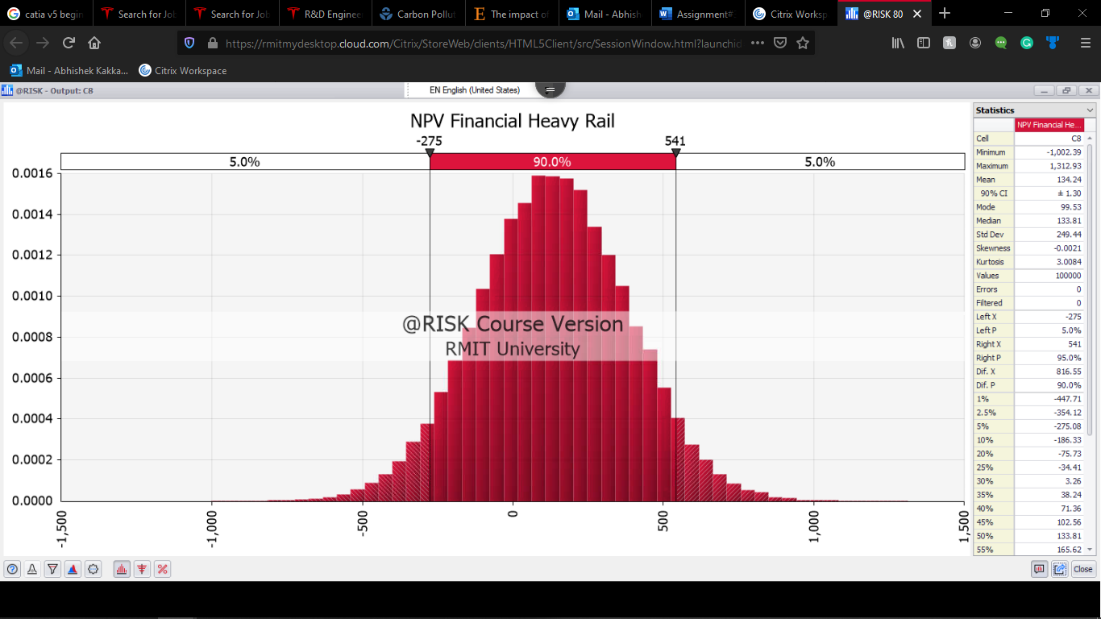 catia v5 begin
Search for Jo
Search for Jo
R&D Enginee
Carbon Pollut
The impact of
Mail - Abhish
Assignment#
Citrix Worksp
@RISK 80
https://rmitmydesktop.cloud.com/Citrix/StoreWeb/clients/HTML5Client/src/SessionWindow.html?launchid
Mail - Abhishek Kakka...
Citrix Workspace
@RISK - Output: C8
EN English (United States)
NPV Financial Heavy Rail
-275 541
5.0% 90.0% 5.0%
0.0016
0.0014
0.0012
0.0010
0.0008
0.0006
0.0004
0.0002
0.0000
-1,500 -1,000 -500 0 500 1,000 1,500
@RISK Course Version
RMIT University
Statistics
NPV Financial He...
Cell C8
Minimum -1,002.39
Maximum 1,312.93
Mean 134.24
90% CI ± 1.30
Mode 99.53
Median 133.81
Std Dev 249.44
Skewness -0.0021
Kurtosis 3.0084
Values 100000
Errors 0
Filtered 0
Left X -275
Left P 5.0%
Right X 541
Right P 95.0%
Dif. X 816.55
Dif. P 90.0%
1% -447.71
2.5% -354.12
5% -275.08
10% -186.33
20% -75.73
25% -34.41
30% 3.26
35% 38.24
40% 71.36
45% 102.56
50% 133.81
55% 165.62
Close